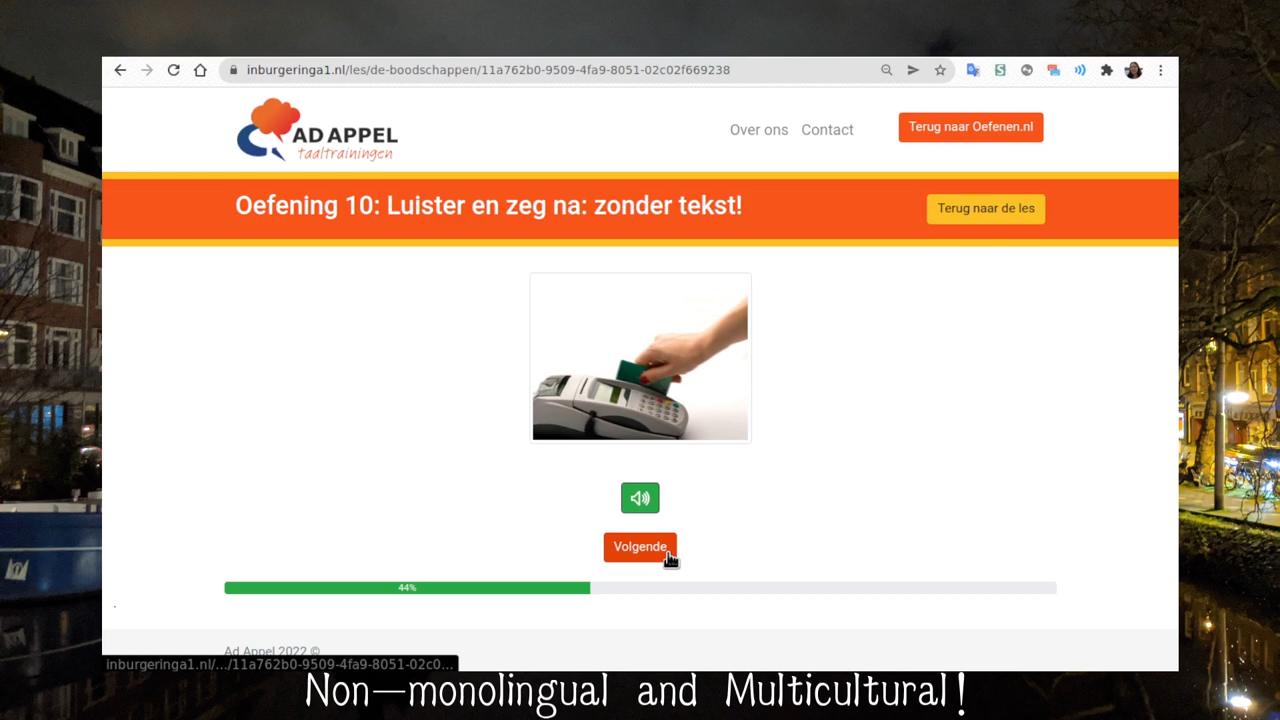 inburgeringa1.nl/les/de-boodschappen/11a762b0-9509-4fa9-8051-02c02f669238
AD APPEL
taaltrainingen
Over ons
Contact
Terug naar Oefenen.nl
Oefening 10: Luister en zeg na: zonder tekst!
Terug naar de les
Volgende
44%
Ad Appel 2022 ©
inburgeringa1.nl/.../11a762b0-9509-4fa9-8051-02c0...
Non-monolingual and Multicultural!